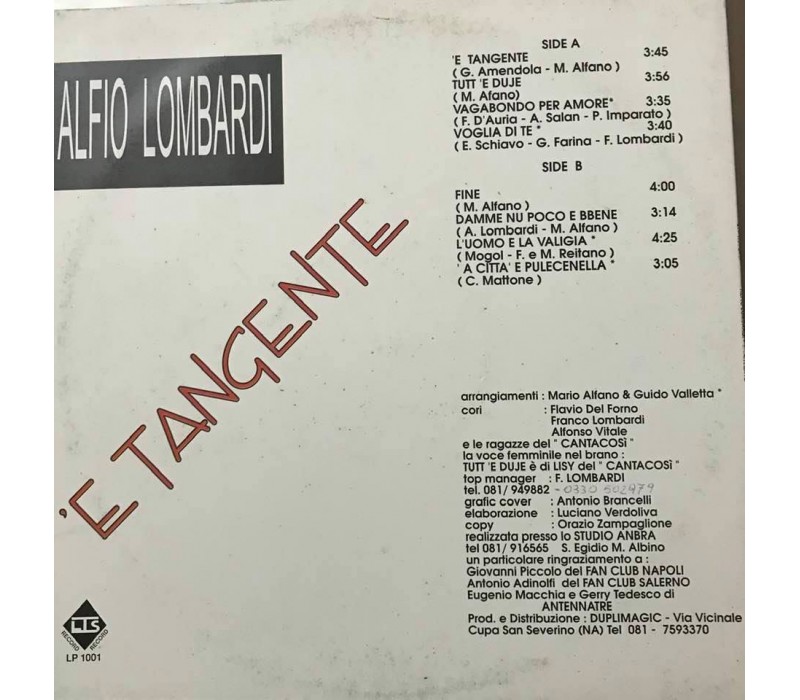 ALFIO LOMBARDI
'E TANGENTE
SIDE A
'E TANGENTE 3:45
( G. Amendola - M. Alfano )
TUTT 'E DUJE 3:56
( M. Afano)
VAGABONDO PER AMORE* 3:35
( F. D'Auria - A. Salan - P. Imparato )
VOGLIA DI TE * 3:40
( E. Schiavo - G. Farina - F. Lombardi )
SIDE B
FINE 4:00
( M. Alfano )
DAMME NU POCO E BBENE 3:14
( A. Lombardi - M. Alfano )
L'UOMO E LA VALIGIA * 4:25
( Mogol - F. e M. Reitano )
' A CITTA' E PULECENELLA * 3:05
( C. Mattone )
arrangiamenti : Mario Alfano & Guido Valletta *
cori : Flavio Del Forno
Franco Lombardi
Alfonso Vitale
e le ragazze del " CANTACOSì "
la voce femminile nel brano :
TUTT 'E DUJE è di LISY del " CANTACOSì "
top manager : F. LOMBARDI
tel. 081/ 949882 - 0330 502979
grafic cover : Antonio Brancelli
elaborazione : Luciano Verdoliva
copy : Orazio Zampaglione
realizzata presso lo STUDIO ANBRA
tel 081/ 916565 S. Egidio M. Albino
un particolare ringraziamento a :
Giovanni Piccolo del FAN CLUB NAPOLI
Antonio Adinolfi del FAN CLUB SALERNO
Eugenio Macchia e Gerry Tedesco di
ANTENNATRE
Prod. e Distribuzione : DUPLIMAGIC - Via Vicinale
Cupa San Severino (NA) Tel 081 - 7593370
LTS
RECORD RECORD
LP 1001